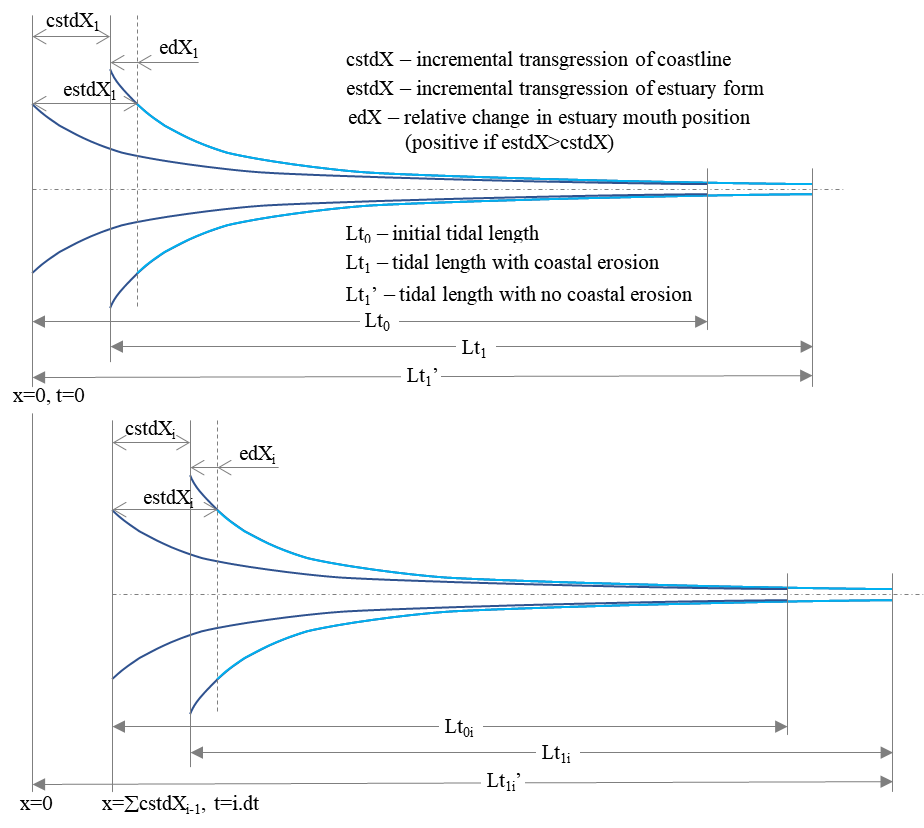 cstdX1
edX1
estdX1
cstdX – incremental transgression of coastline
estdX – incremental transgression of estuary form
edX – relative change in estuary mouth position
(positive if estdX>cstdX)
Lt0 – initial tidal length
Lt1 – tidal length with coastal erosion
Lt1’ – tidal length with no coastal erosion
Lt0
Lt1
Lt1’
x=0, t=0
cstdXi
edXi
estdXi
Lt0i
Lt1i
Lt1i’
x=0
x=∑cstdXi-1, t=i.dt